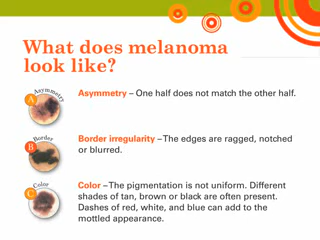 What does melanoma
look like?
Asymmetry
A
Asymmetry – One half does not match the other half.
Border
B
Border irregularity – The edges are ragged, notched
or blurred.
Color
C
Color – The pigmentation is not uniform. Different
shades of tan, brown or black are often present.
Dashes of red, white, and blue can add to the
mottled appearance.